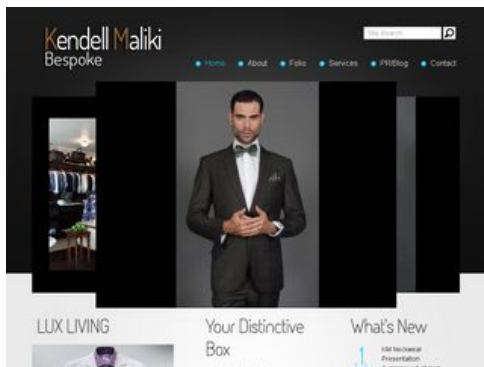 Kendell Maliki
Bespoke
Site Search
Home About Folio Services PR/Blog Contact
LUX LIVING
Your Distinctive
Box
What's New
1
KM
Presentation